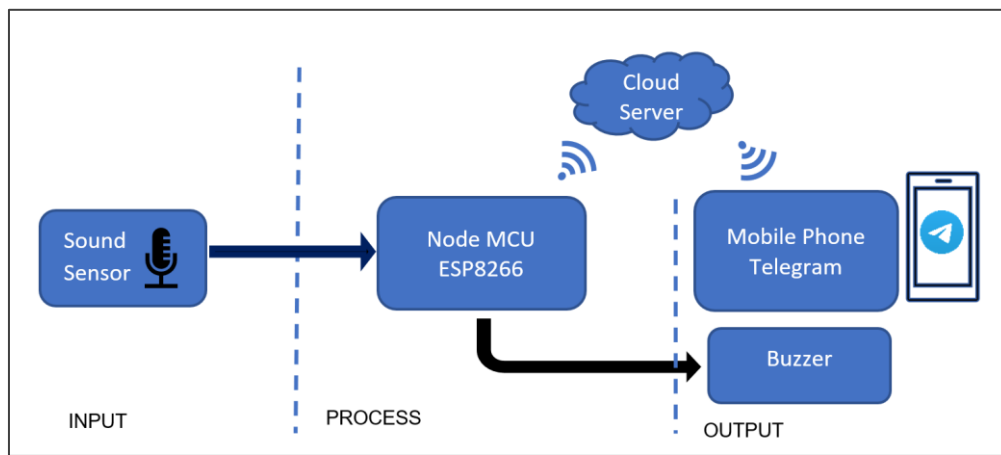 Cloud
Server
Sound
Sensor
Node MCU
ESP8266
Mobile Phone
Telegram
Buzzer
INPUT
PROCESS
OUTPUT